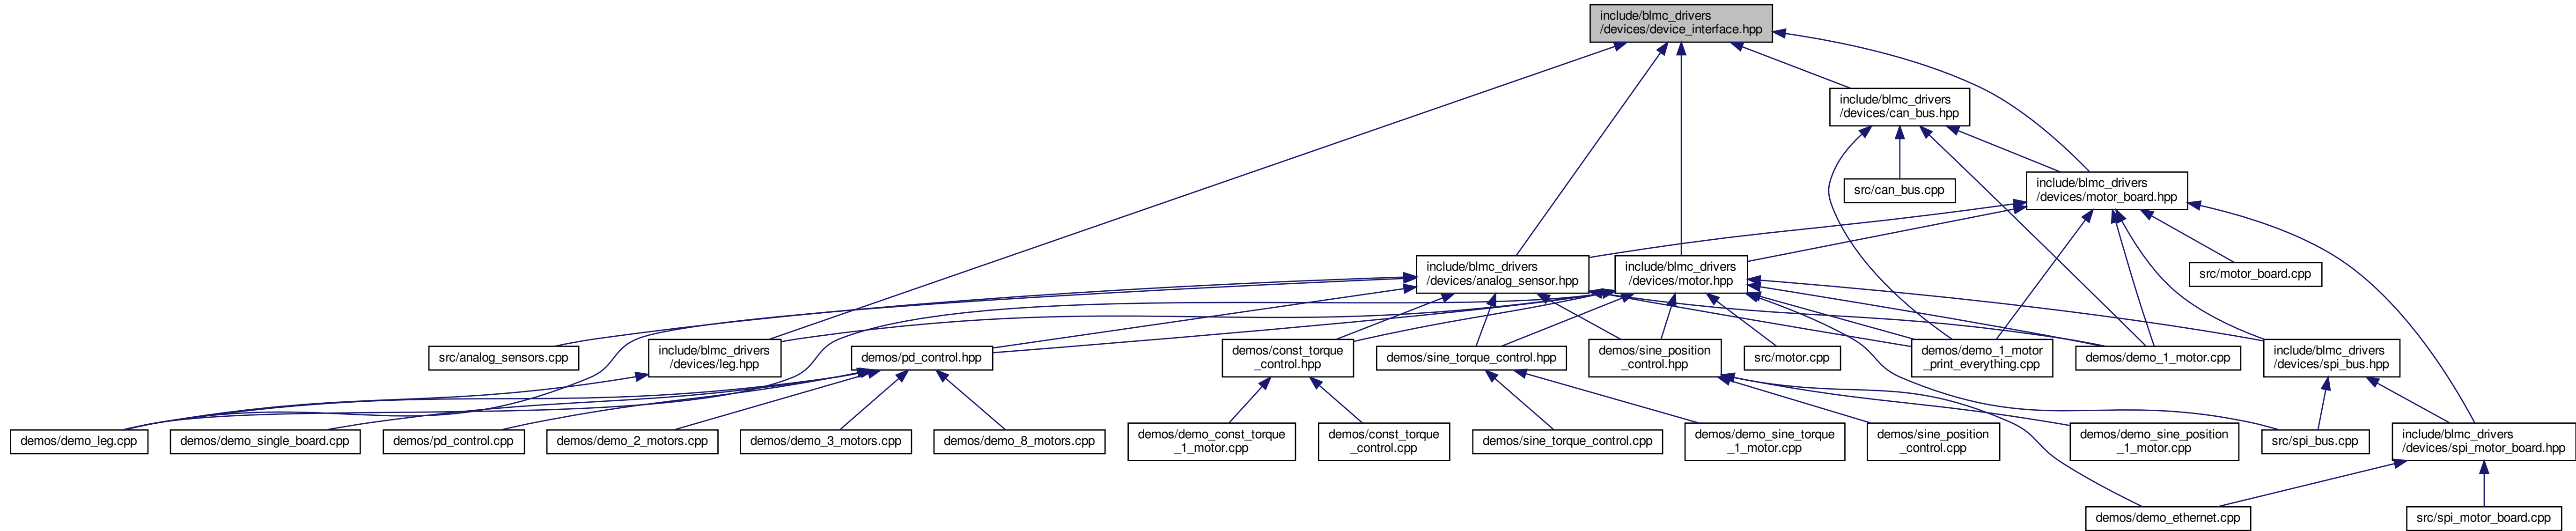 include/blmc_drivers
/devices/device_interface.hpp
include/blmc_drivers
/devices/can_bus.hpp
src/can_bus.cpp
include/blmc_drivers
/devices/motor_board.hpp
include/blmc_drivers
/devices/analog_sensor.hpp
include/blmc_drivers
/devices/motor.hpp
src/motor_board.cpp
src/analog_sensors.cpp
include/blmc_drivers
/devices/leg.hpp
demos/pd_control.hpp
demos/const_torque
_control.hpp
demos/sine_torque_control.hpp
demos/sine_position
_control.hpp
src/motor.cpp
demos/demo_1_motor
_print_everything.cpp
demos/demo_1_motor.cpp
include/blmc_drivers
/devices/spi_bus.hpp
demos/demo_leg.cpp
demos/demo_single_board.cpp
demos/pd_control.cpp
demos/demo_2_motors.cpp
demos/demo_3_motors.cpp
demos/demo_8_motors.cpp
demos/demo_const_torque
_1_motor.cpp
demos/const_torque
_control.cpp
demos/sine_torque_control.cpp
demos/demo_sine_torque
_1_motor.cpp
demos/sine_position
_control.cpp
demos/demo_sine_position
_1_motor.cpp
src/spi_bus.cpp
include/blmc_drivers
/devices/spi_motor_board.hpp
demos/demo_ethernet.cpp
src/spi_motor_board.cpp